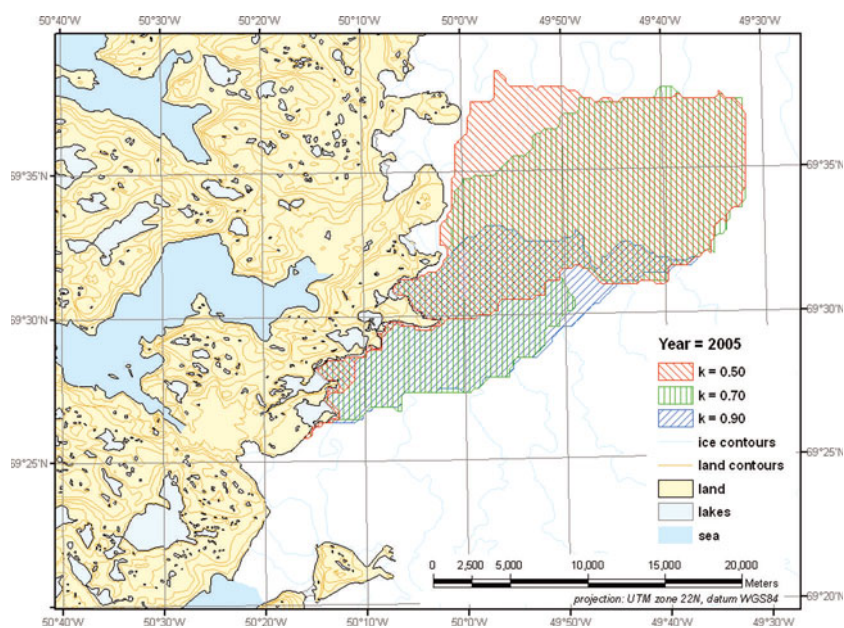 50°40'W 50°30'W 50°20'W 50°10'W 50°0'W 49°50'W 49°40'W 49°30'W
69°35'N 69°35'N
69°30'N 69°30'N
69°25'N 69°25'N
69°20'N
Year = 2005
k = 0.50
k = 0.70
k = 0.90
ice contours
land contours
land
lakes
sea
0 2,500 5,000 10,000 15,000 20,000
Meters
projection: UTM zone 22N, datum WGS84
50°40'W 50°30'W 50°20'W 50°10'W 50°0'W 49°50'W 49°40'W 49°30'W